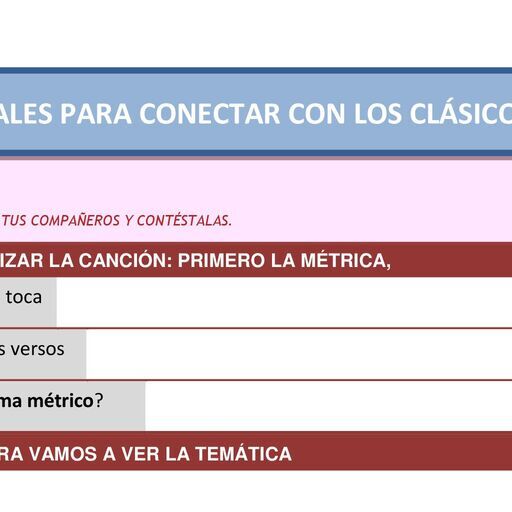 ALES PARA CONECTAR CON LOS CLÁSICO
TUS COMPAÑEROS Y CONTÉSTALAS.
IZAR LA CANCIÓN: PRIMERO LA MÉTRICA,
toca
s versos
ma métrico?
RA VAMOS A VER LA TEMÁTICA